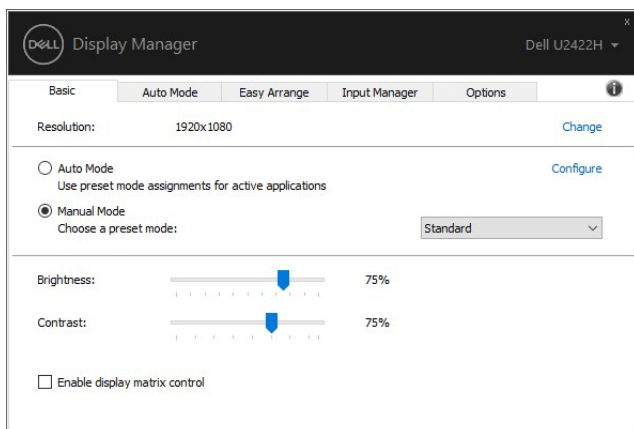 x
DELL Display Manager Dell U2422H
Basic Auto Mode Easy Arrange Input Manager Options i
Resolution: 1920x1080 Change
Auto Mode Configure
Use preset mode assignments for active applications
Manual Mode
Choose a preset mode: Standard
Brightness: 75%
Contrast: 75%
Enable display matrix control